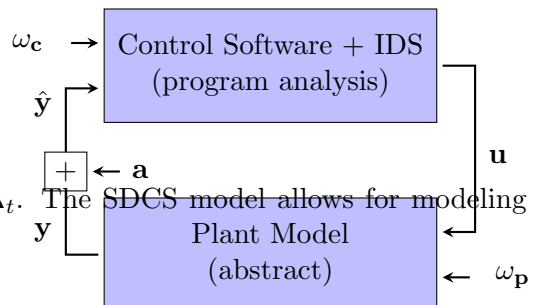 ω_c
Control Software + IDS
(program analysis)
ŷ
+
a
u
t. The SDCS model allows for modeling
y
Plant Model
(abstract)
ω_p